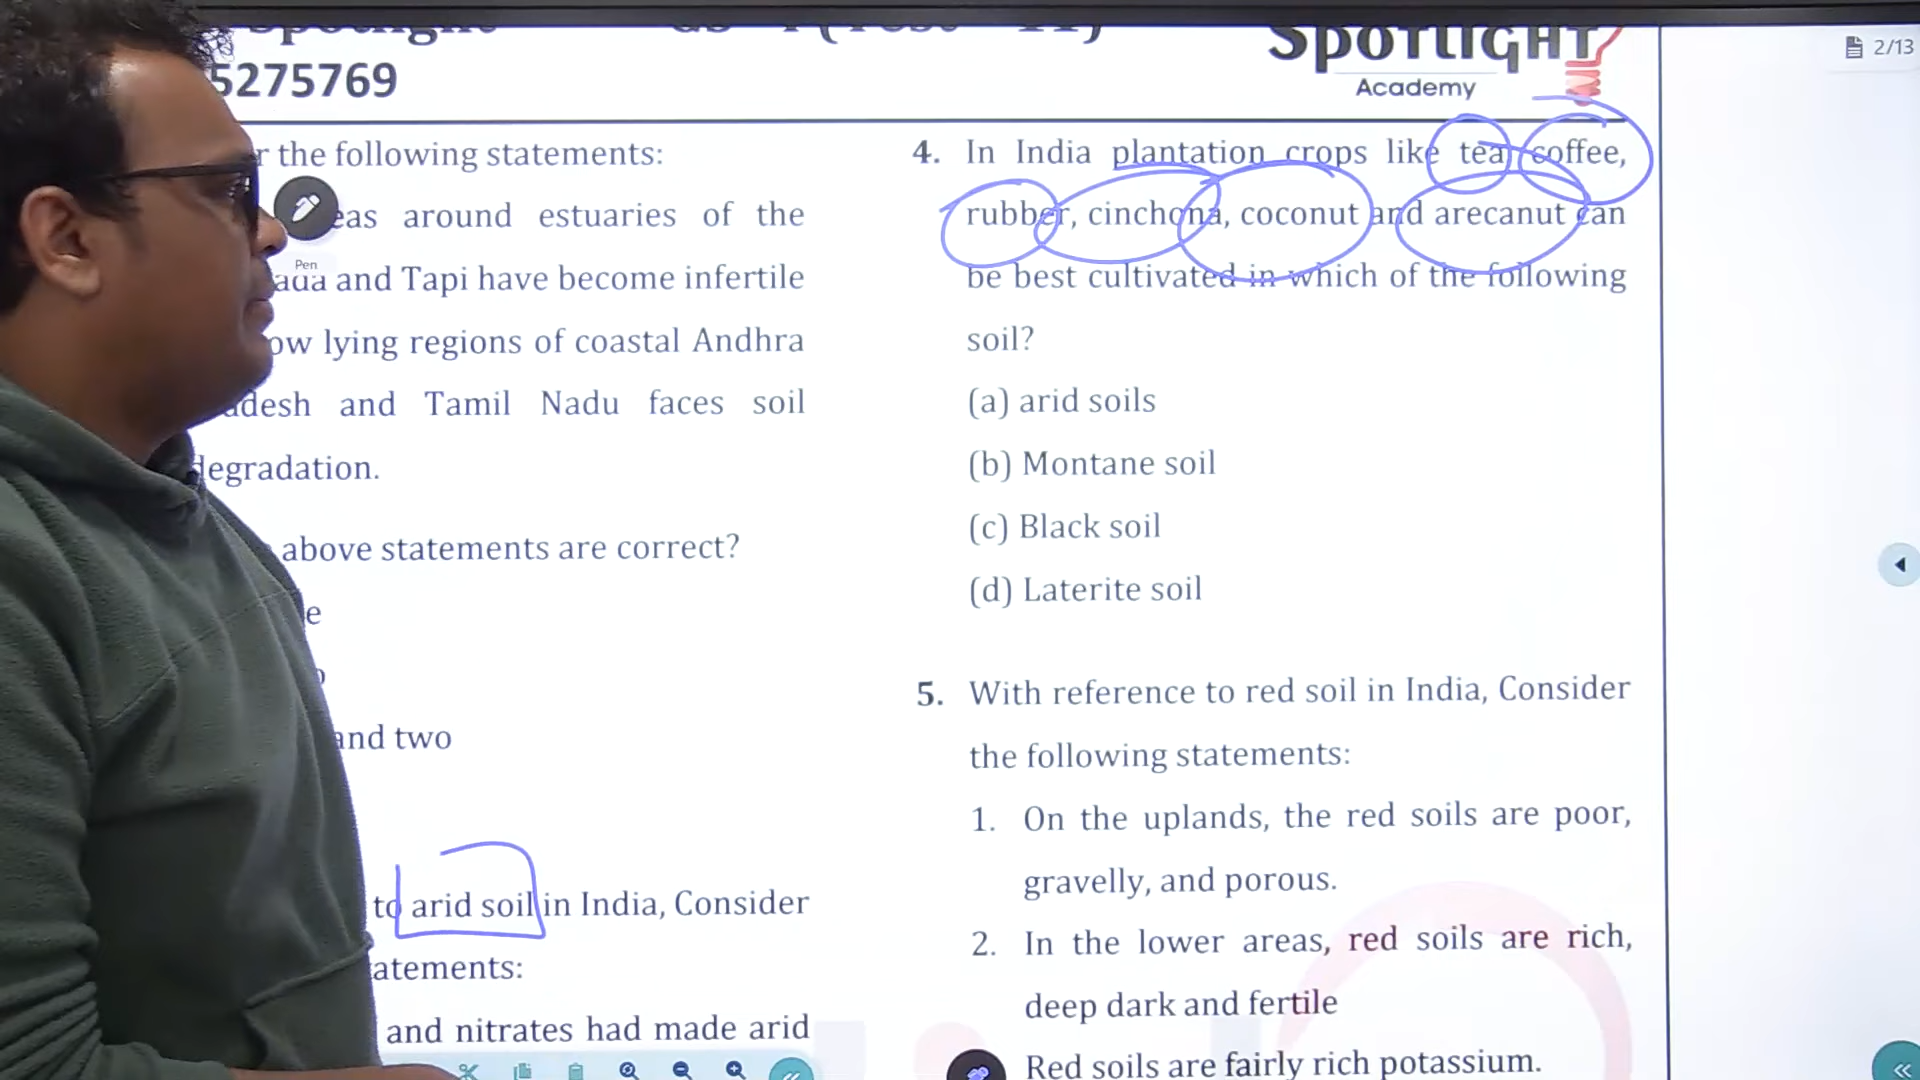 5275769
SpotligHT
Academy
2/13
the following statements:
around estuaries of the
and Tapi have become infertile
lying regions of coastal Andhra
and Tamil Nadu faces soil
degradation.
above statements are correct?
and two
to arid soil in India, Consider
and nitrates had made arid
Pen
4. In India plantation crops like tea, coffee,
rubber, cinchona, coconut and arecanut can
be best cultivated in which of the following
soil?
(a) arid soils
(b) Montane soil
(c) Black soil
(d) Laterite soil
5. With reference to red soil in India, Consider
the following statements:
1. On the uplands, the red soils are poor,
gravelly, and porous.
2. In the lower areas, red soils are rich,
deep dark and fertile
Red soils are fairly rich potassium.